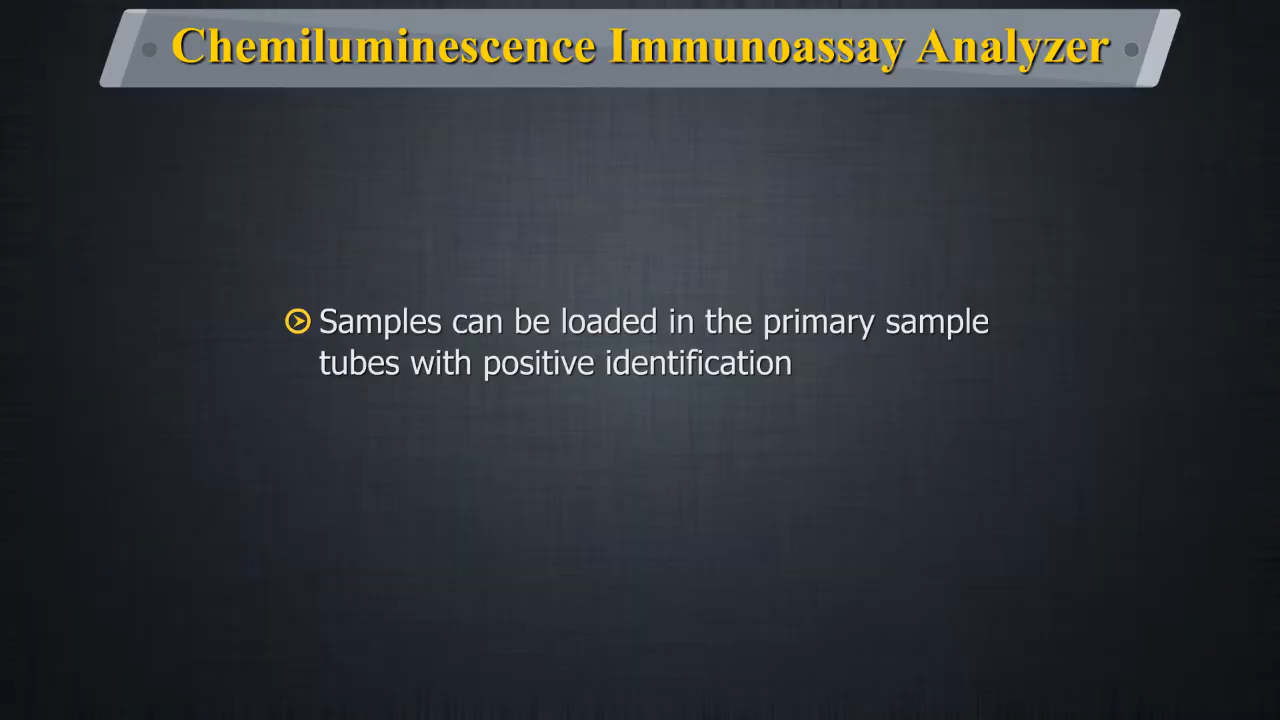 Chemiluminescence Immunoassay Analyzer
Samples can be loaded in the primary sample
tubes with positive identification